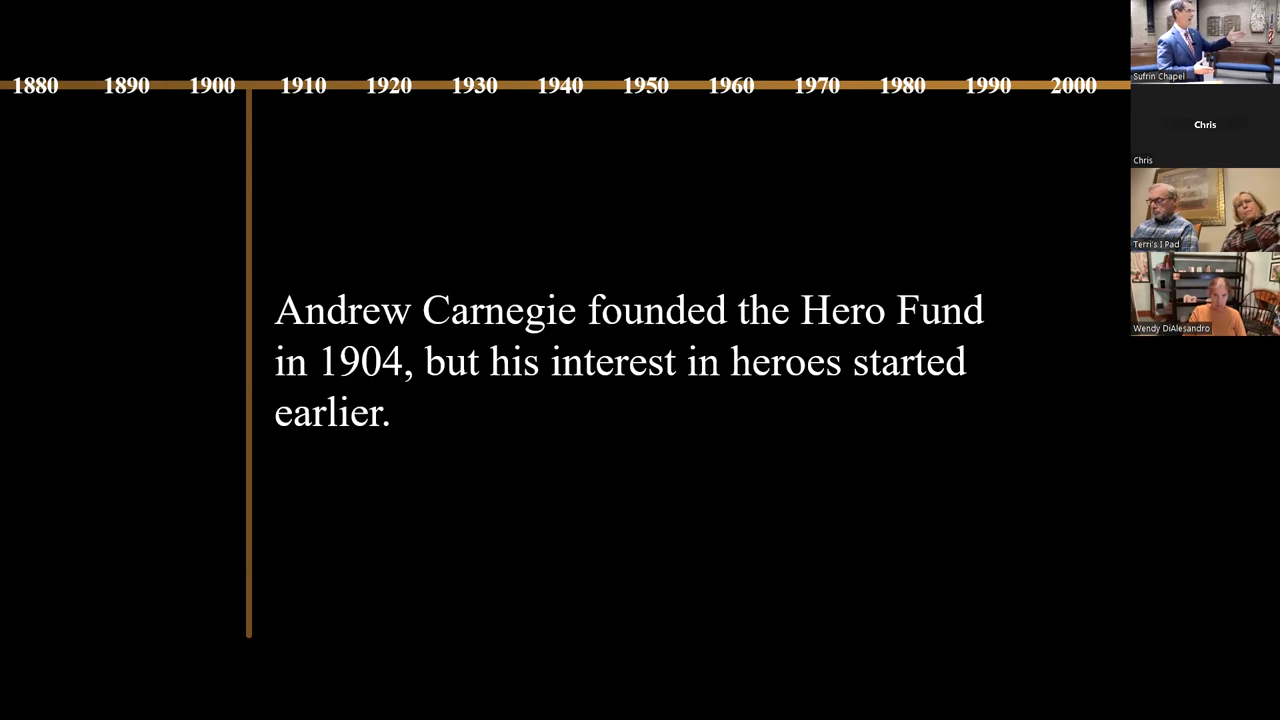 1880 1890 1900 1910 1920 1930 1940 1950 1960 1970 1980 1990 2000
Andrew Carnegie founded the Hero Fund
in 1904, but his interest in heroes started
earlier.
Sufrin Chapel
Chris
Chris
Terri's I Pad
Wendy DiAlesandro